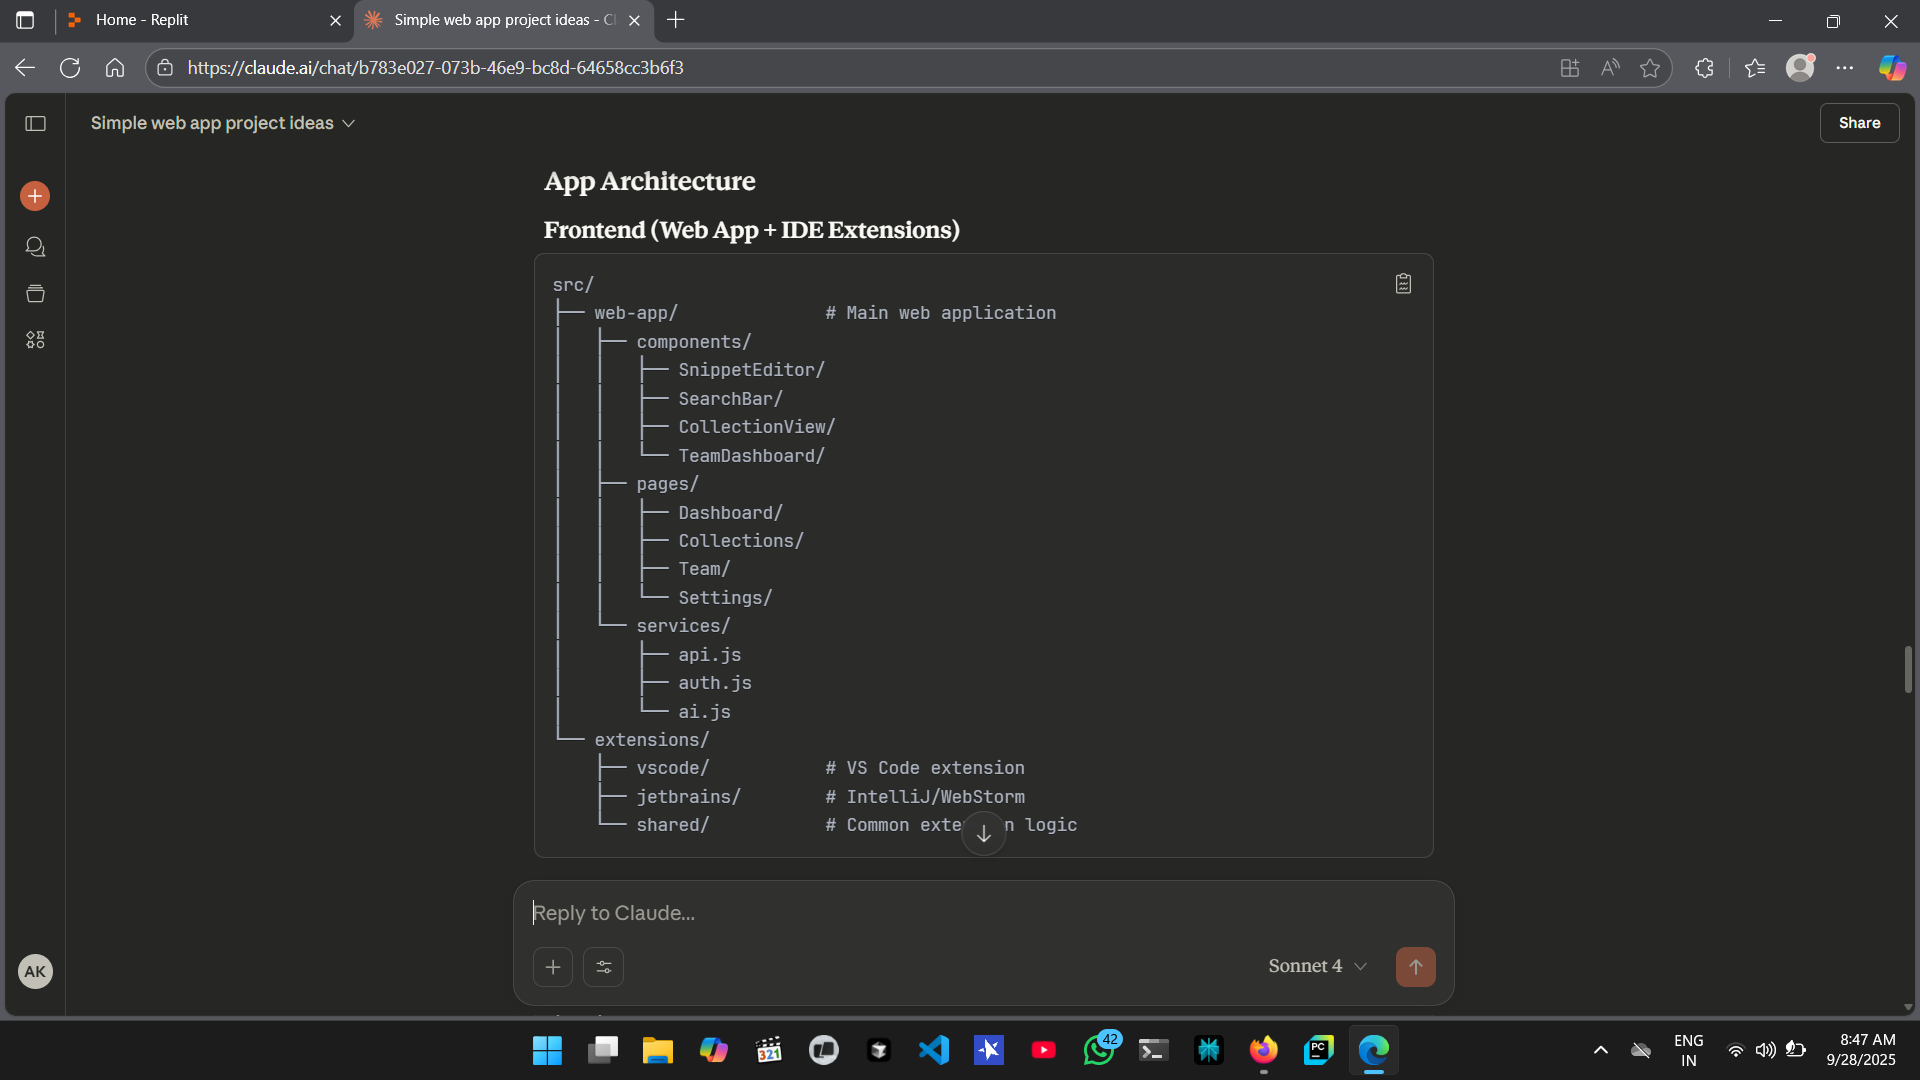 Home - Replit
Simple web app project ideas - Cl
https://claude.ai/chat/b783e027-073b-46e9-bc8d-64658cc3b6f3
Simple web app project ideas
Share
App Architecture
Frontend (Web App + IDE Extensions)
src/
├── web-app/              # Main web application
│   ├── components/
│   │   ├── SnippetEditor/
│   │   ├── SearchBar/
│   │   ├── CollectionView/
│   │   └── TeamDashboard/
│   ├── pages/
│   │   ├── Dashboard/
│   │   ├── Collections/
│   │   ├── Team/
│   │   └── Settings/
│   └── services/
│       ├── api.js
│       ├── auth.js
│       └── ai.js
└── extensions/
    ├── vscode/           # VS Code extension
    ├── jetbrains/        # IntelliJ/WebStorm
    └── shared/           # Common exte n logic
Reply to Claude...
Sonnet 4
AK
321
42
PC
ENG
IN
8:47 AM
9/28/2025